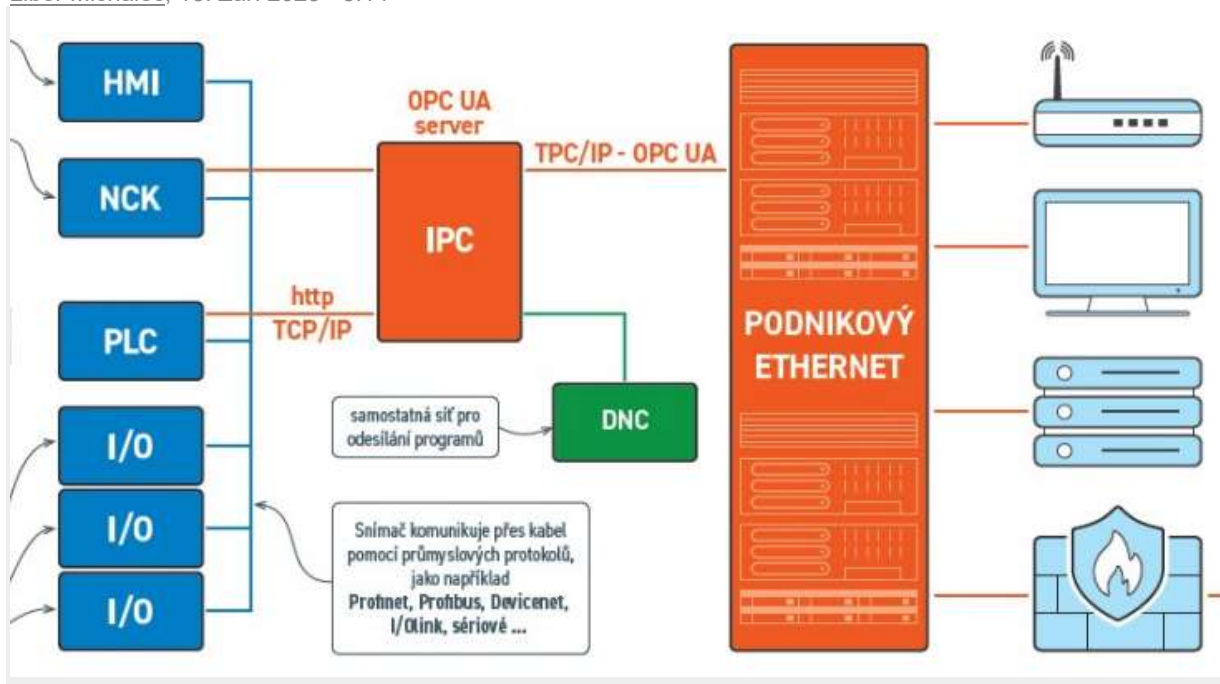 HMI
NCK
PLC
I/O
I/O
I/O
OPC UA
server
IPC
TPC/IP - OPC UA
http
TCP/IP
DNC
samostatná síť pro
odesílání programů
Snímač komunikuje přes kabel
pomocí průmyslových protokolů,
jako například
Profinet, Profibus, Devicenet,
I/Olink, sériové ...
PODNIKOVÝ
ETHERNET